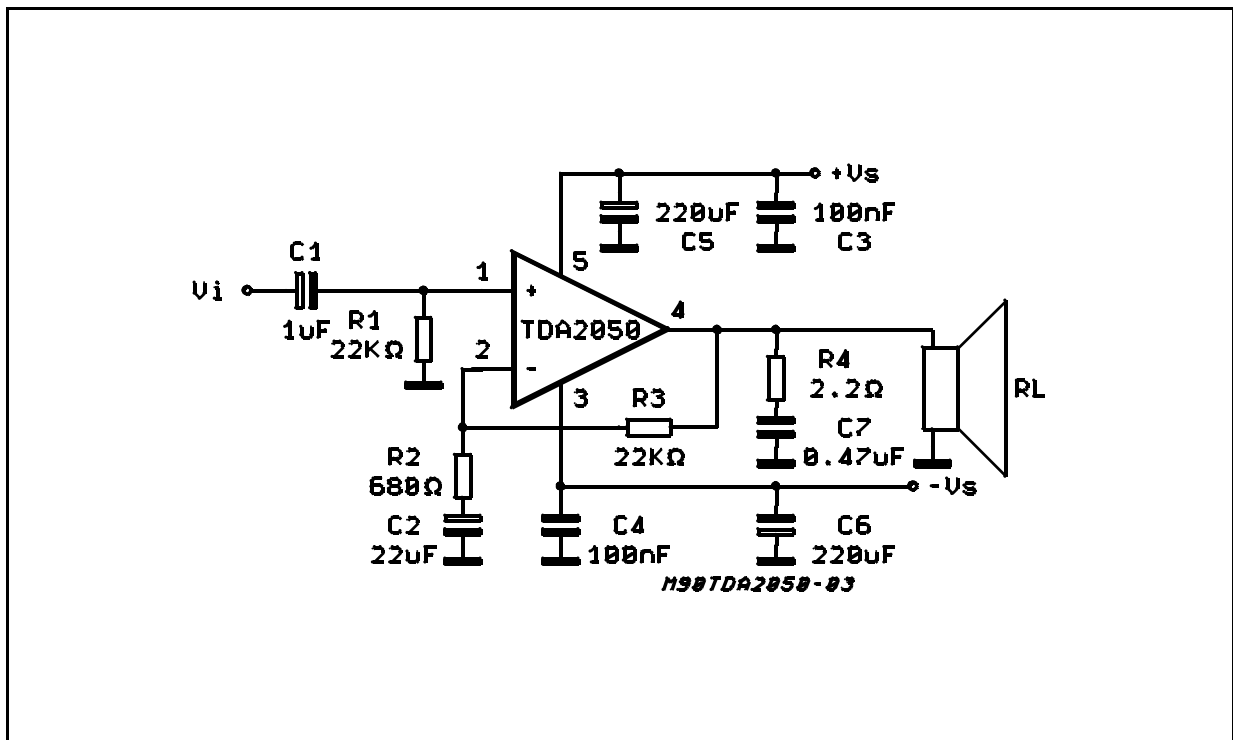 +Vs
220uF
100nF
C5
C3
C1
5
1
Vi
+
4
1uF
R1
22KΩ
TDA2050
2
-
3
R3
R4
2.2Ω
RL
22KΩ
C7
0.47uF
R2
680Ω
-Vs
C2
22uF
C4
100nF
C6
220uF
M90TDA2050-03